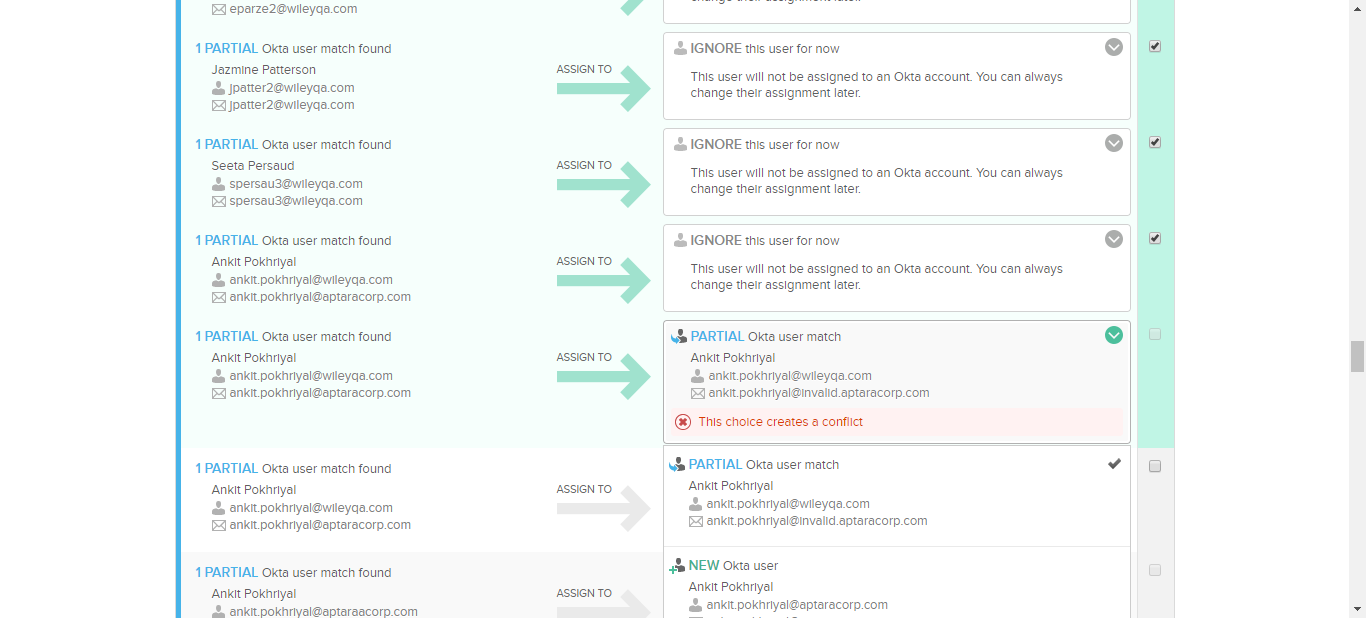 eparze2@wileyqa.com
change their assignment later.
1 PARTIAL Okta user match found
Jazmine Patterson
jpatter2@wileyqa.com
jpatter2@wileyqa.com
ASSIGN TO
IGNORE this user for now
This user will not be assigned to an Okta account. You can always
change their assignment later.
1 PARTIAL Okta user match found
Seeta Persaud
spersau3@wileyqa.com
spersau3@wileyqa.com
ASSIGN TO
IGNORE this user for now
This user will not be assigned to an Okta account. You can always
change their assignment later.
1 PARTIAL Okta user match found
Ankit Pokhriyal
ankit.pokhriyal@wileyqa.com
ankit.pokhriyal@aptaracorp.com
ASSIGN TO
IGNORE this user for now
This user will not be assigned to an Okta account. You can always
change their assignment later.
1 PARTIAL Okta user match found
Ankit Pokhriyal
ankit.pokhriyal@wileyqa.com
ankit.pokhriyal@aptaracorp.com
ASSIGN TO
PARTIAL Okta user match
Ankit Pokhriyal
ankit.pokhriyal@wileyqa.com
ankit.pokhriyal@invalid.aptaracorp.com
This choice creates a conflict
1 PARTIAL Okta user match found
Ankit Pokhriyal
ankit.pokhriyal@wileyqa.com
ankit.pokhriyal@aptaracorp.com
ASSIGN TO
PARTIAL Okta user match
Ankit Pokhriyal
ankit.pokhriyal@wileyqa.com
ankit.pokhriyal@invalid.aptaracorp.com
1 PARTIAL Okta user match found
Ankit Pokhriyal
ankit.pokhriyal@aptaraacorp.com
ASSIGN TO
NEW Okta user
Ankit Pokhriyal
ankit.pokhriyal@aptaracorp.com